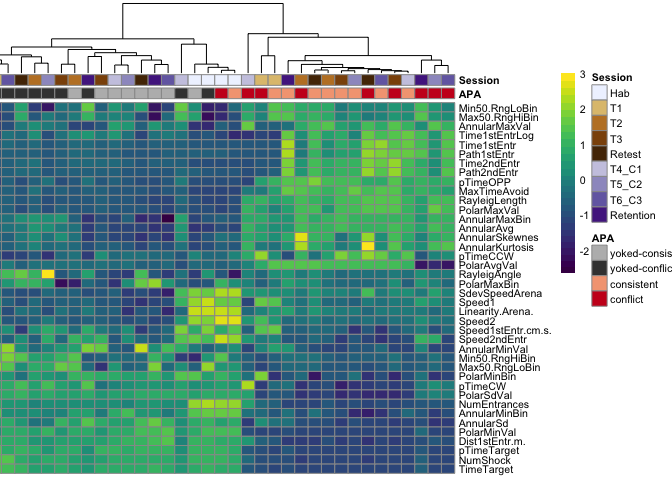 Session
APA
Min50.RngLoBin
Max50.RngHiBin
AnnularMaxVal
Time1stEntrLog
Time1stEntr
Path1stEntr
Time2ndEntr
Path2ndEntr
pTimeOPP
MaxTimeAvoid
RayleigLength
PolarMaxVal
AnnularMaxBin
AnnularAvg
AnnularSkewnes
AnnularKurtosis
pTimeCCW
PolarAvgVal
RayleigAngle
PolarMaxBin
SdevSpeedArena
Speed1
Linearity.Arena.
Speed2
Speed1stEntr.cm.s.
Speed2ndEntr
AnnularMinVal
Min50.RngHiBin
Max50.RngLoBin
PolarMinBin
pTimeCW
PolarSdVal
NumEntrances
AnnularMinBin
AnnularSd
PolarMinVal
Dist1stEntr.m.
pTimeTarget
NumShock
TimeTarget
3
2
1
0
-1
-2
Session
Hab
T1
T2
T3
Retest
T4_C1
T5_C2
T6_C3
Retention
APA
yoked-consis
yoked-conflic
consistent
conflict